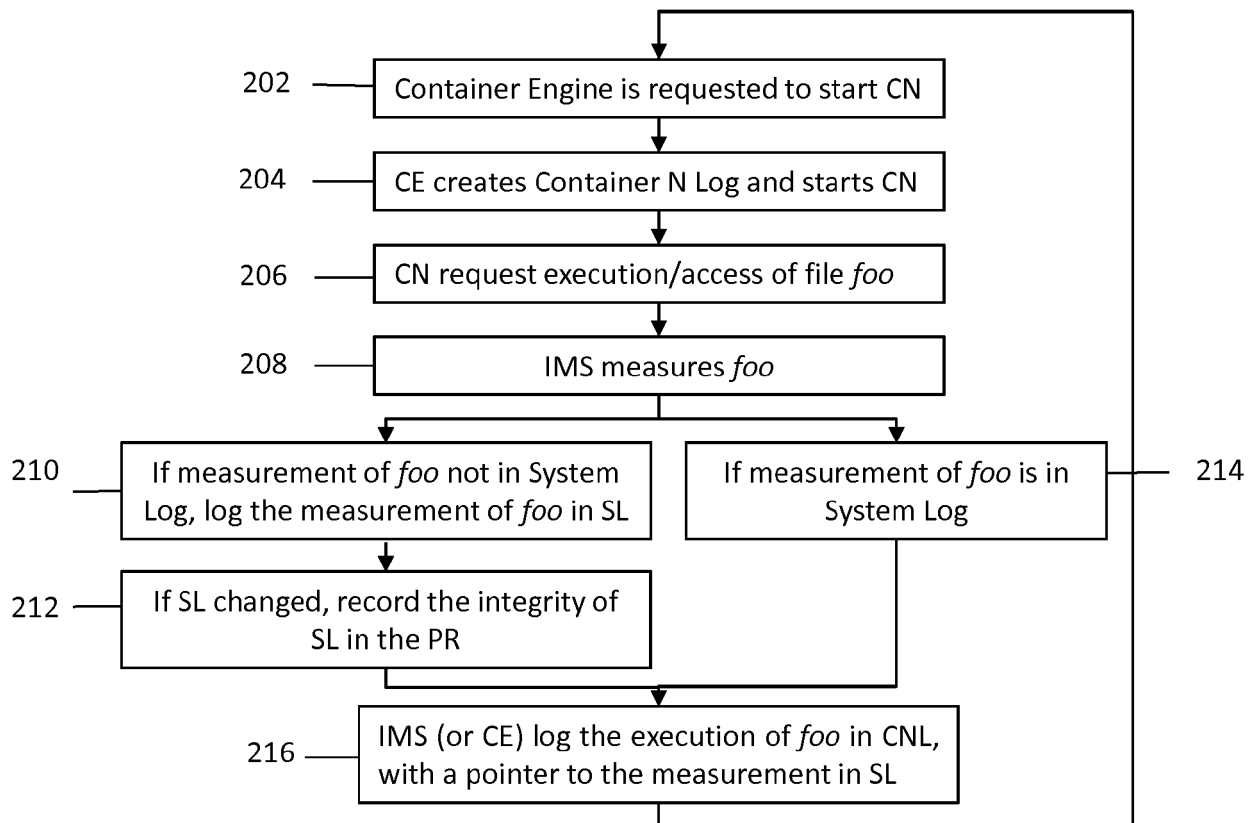 202
Container Engine is requested to start CN
204
CE creates Container N Log and starts CN
206
CN request execution/access of file foo
208
IMS measures foo
210
If measurement of foo not in System
Log, log the measurement of foo in SL
If measurement of foo is in
System Log
214
212
If SL changed, record the integrity of
SL in the PR
216
IMS (or CE) log the execution of foo in CNL,
with a pointer to the measurement in SL